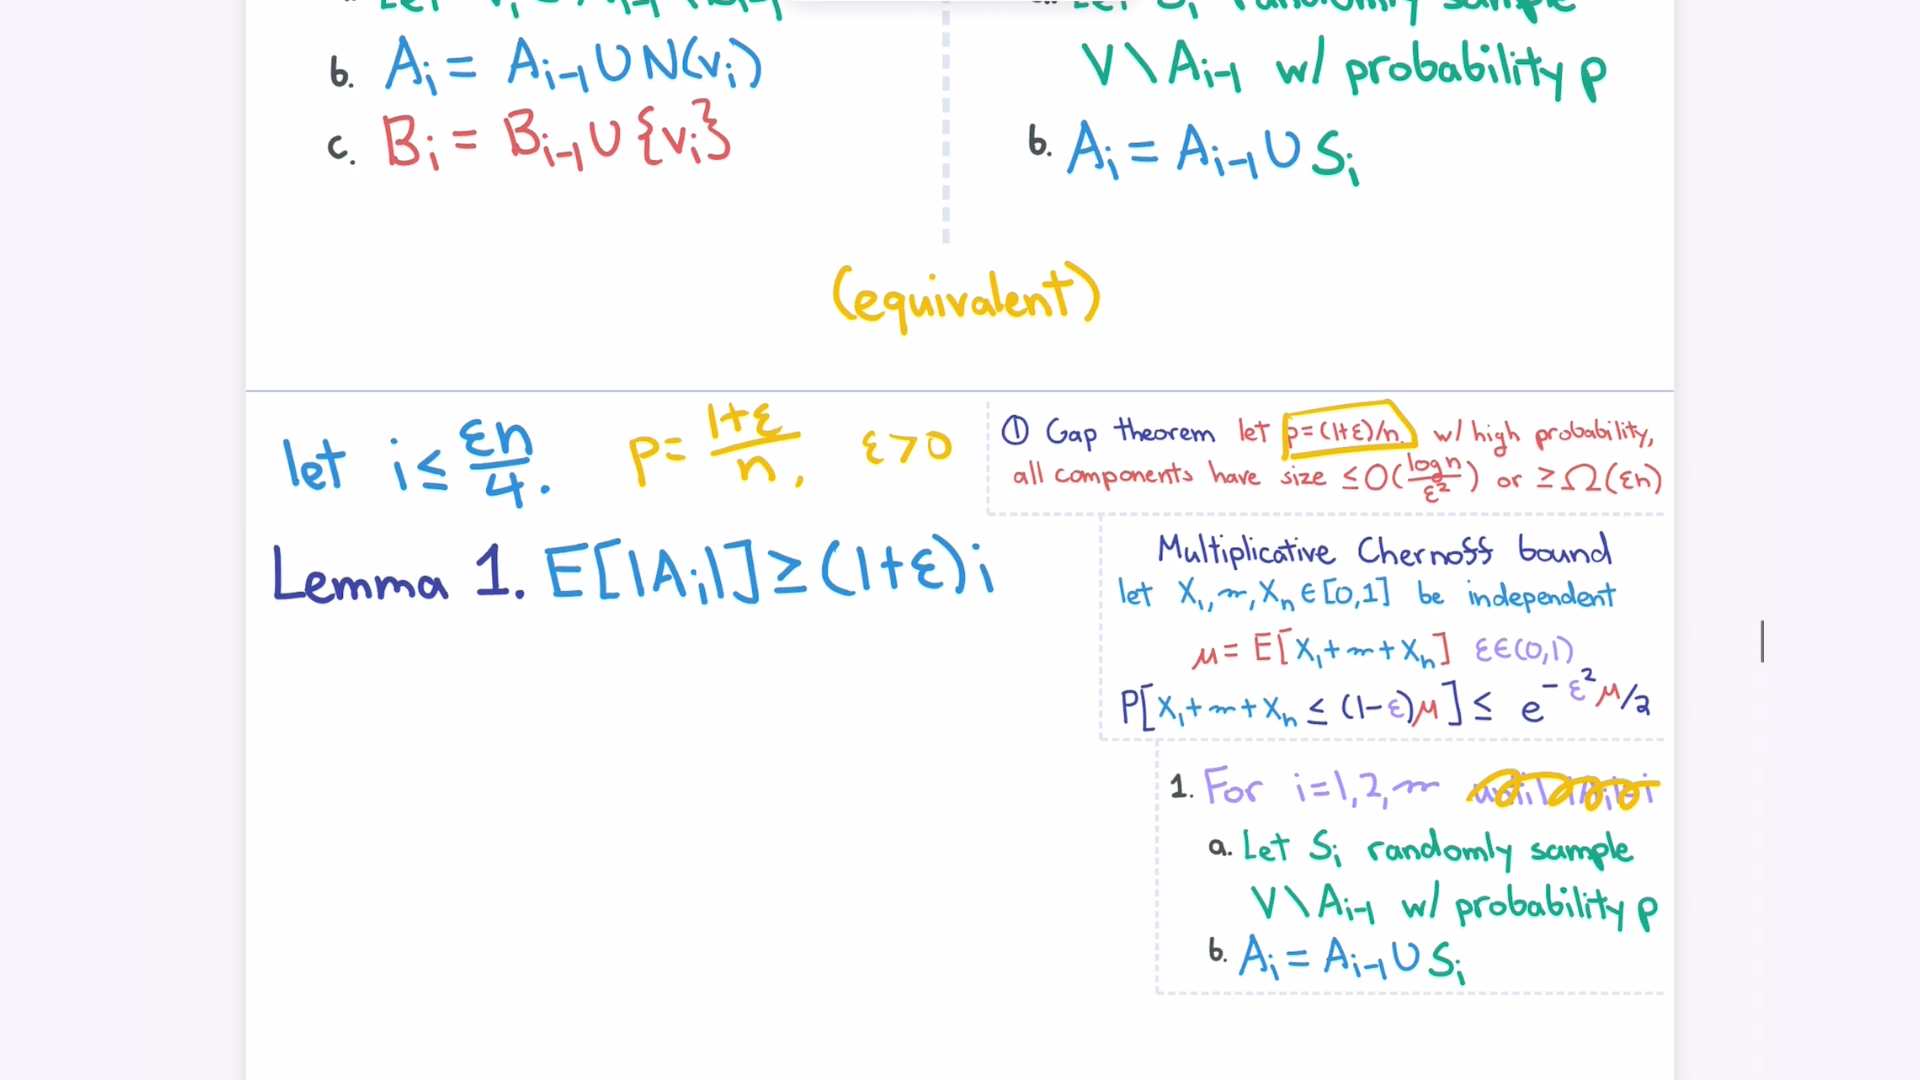 b. Aᵢ = Aᵢ₋₁ ∪ N(vᵢ)
c. Bᵢ = Bᵢ₋₁ ∪ {vᵢ}
randomly sample
V \ Aᵢ₋₁ w/ probability p
b. Aᵢ = Aᵢ₋₁ ∪ Sᵢ
(equivalent)
let i ≤ εn/4. p = (1+ε)/n, ε > 0
Lemma 1. E[|Aᵢ|] ≥ (1+ε)i
① Gap theorem let p = (1+ε)/n. w/ high probability,
all components have size ≤ O(log n/ε²) or ≥ Ω(εn)
Multiplicative Chernoff bound
let X₁, ..., Xₙ ∈ [0,1] be independent
μ = E[X₁ + ... + Xₙ] ε ∈ (0,1)
P[X₁ + ... + Xₙ ≤ (1-ε)μ] ≤ e^(-ε²μ/2)
1. For i = 1, 2, ...
a. Let Sᵢ randomly sample
V \ Aᵢ₋₁ w/ probability p
b. Aᵢ = Aᵢ₋₁ ∪ Sᵢ